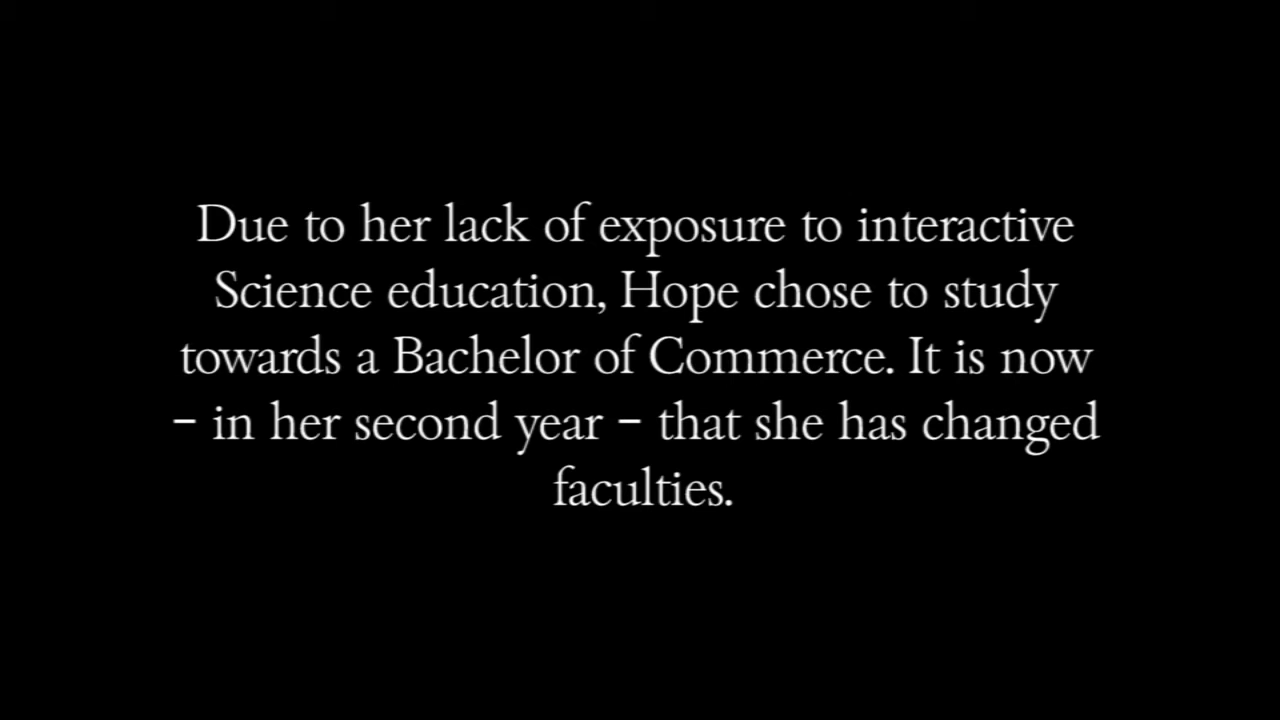 Due to her lack of exposure to interactive
Science education, Hope chose to study
towards a Bachelor of Commerce. It is now
– in her second year – that she has changed
faculties.